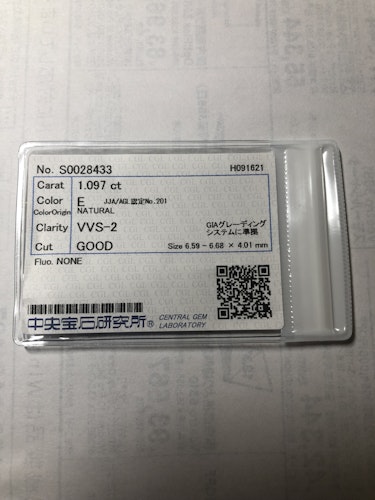 No. S0028433 H091621
Carat 1.097 ct
Color E JJA/AGL認定No.201
ColorOrigin NATURAL
Clarity VVS-2 GIAグレーディング
システムに準拠
Cut GOOD Size 6.59 - 6.68 × 4.01 mm
Fluo. NONE
中央宝石研究所® CENTRAL GEM
LABORATORY